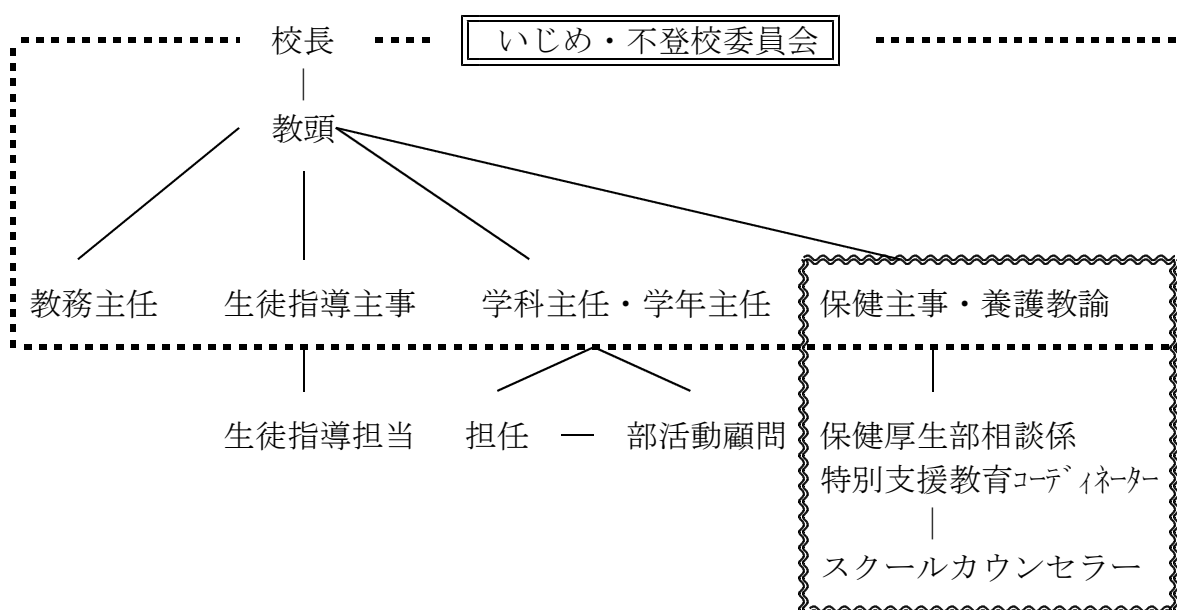 校長 いじめ・不登校委員会
教頭
教務主任 生徒指導主事 学科主任・学年主任 保健主事・養護教諭
生徒指導担当 担任 ― 部活動顧問 保健厚生部相談係
特別支援教育ｺｰﾃﾞｨﾈｰﾀｰ
スクールカウンセラー